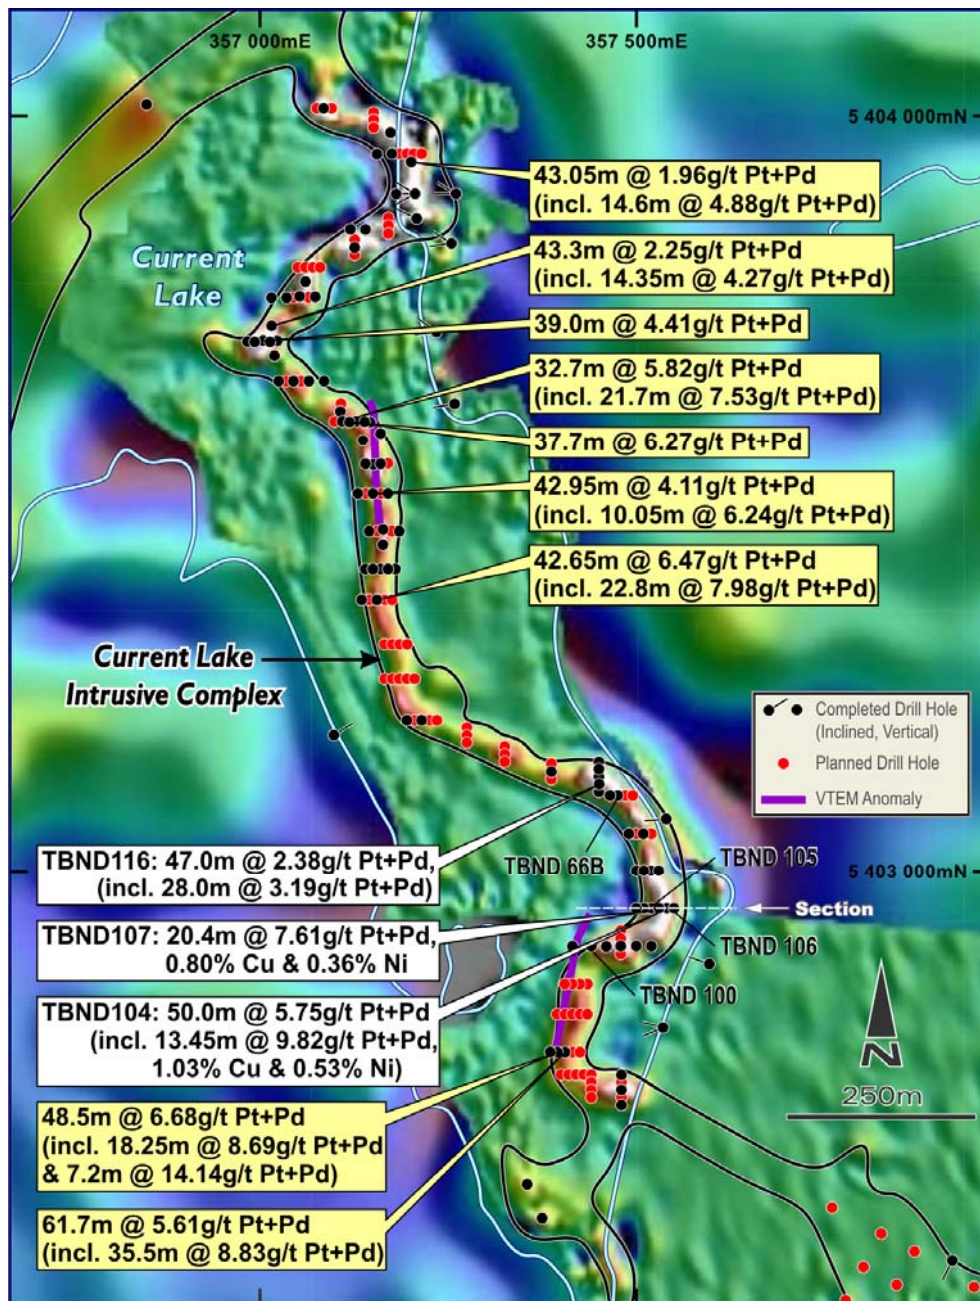 357 000mE
357 500mE
5 404 000mN
43.05m @ 1.96g/t Pt+Pd
(incl. 14.6m @ 4.88g/t Pt+Pd)
Current
Lake
43.3m @ 2.25g/t Pt+Pd
(incl. 14.35m @ 4.27g/t Pt+Pd)
39.0m @ 4.41g/t Pt+Pd
32.7m @ 5.82g/t Pt+Pd
(incl. 21.7m @ 7.53g/t Pt+Pd)
37.7m @ 6.27g/t Pt+Pd
42.95m @ 4.11g/t Pt+Pd
(incl. 10.05m @ 6.24g/t Pt+Pd)
42.65m @ 6.47g/t Pt+Pd
(incl. 22.8m @ 7.98g/t Pt+Pd)
Current Lake
Intrusive Complex
Completed Drill Hole
(Inclined, Vertical)
Planned Drill Hole
VTEM Anomaly
TBND116: 47.0m @ 2.38g/t Pt+Pd,
(incl. 28.0m @ 3.19g/t Pt+Pd)
TBND 66B
TBND 105
5 403 000mN
Section
TBND107: 20.4m @ 7.61g/t Pt+Pd,
0.80% Cu & 0.36% Ni
TBND 106
TBND 100
TBND104: 50.0m @ 5.75g/t Pt+Pd
(incl. 13.45m @ 9.82g/t Pt+Pd,
1.03% Cu & 0.53% Ni)
N
250m
48.5m @ 6.68g/t Pt+Pd
(incl. 18.25m @ 8.69g/t Pt+Pd
& 7.2m @ 14.14g/t Pt+Pd)
61.7m @ 5.61g/t Pt+Pd
(incl. 35.5m @ 8.83g/t Pt+Pd)